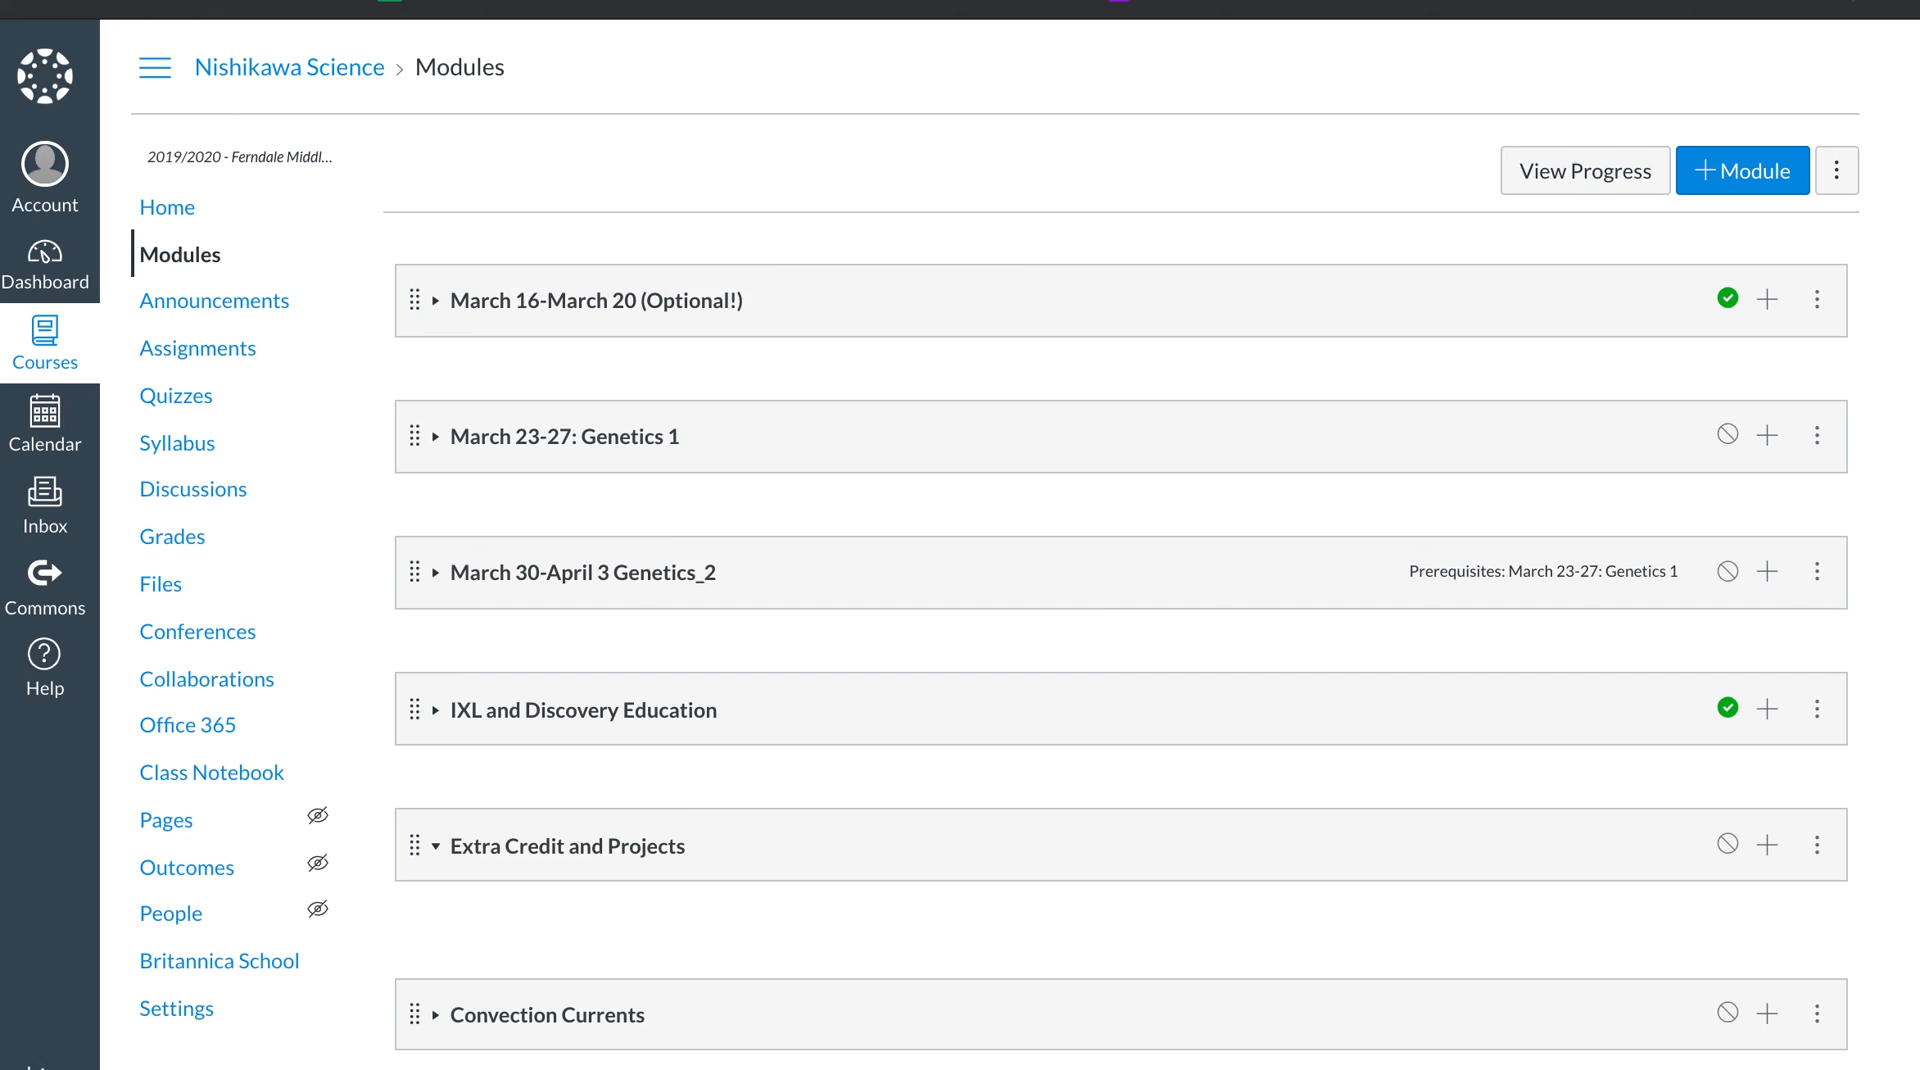 Nishikawa Science > Modules
2019/2020 - Ferndale Middl...
View Progress
+ Module
Account
Dashboard
Courses
Calendar
Inbox
Commons
Help
Home
Modules
Announcements
Assignments
Quizzes
Syllabus
Discussions
Grades
Files
Conferences
Collaborations
Office 365
Class Notebook
Pages
Outcomes
People
Britannica School
Settings
March 16-March 20 (Optional!)
March 23-27: Genetics 1
March 30-April 3 Genetics_2
Prerequisites: March 23-27: Genetics 1
IXL and Discovery Education
Extra Credit and Projects
Convection Currents